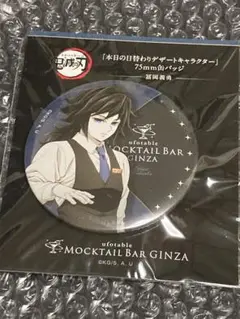 鬼滅の刃
「本日の日替わりデザートキャラクター」
75mm缶バッジ
冨岡義勇
ufotable
MOCKTAIL BAR
GINZA
ufotable
MOCKTAIL BAR GINZA
©KG/S, A, U